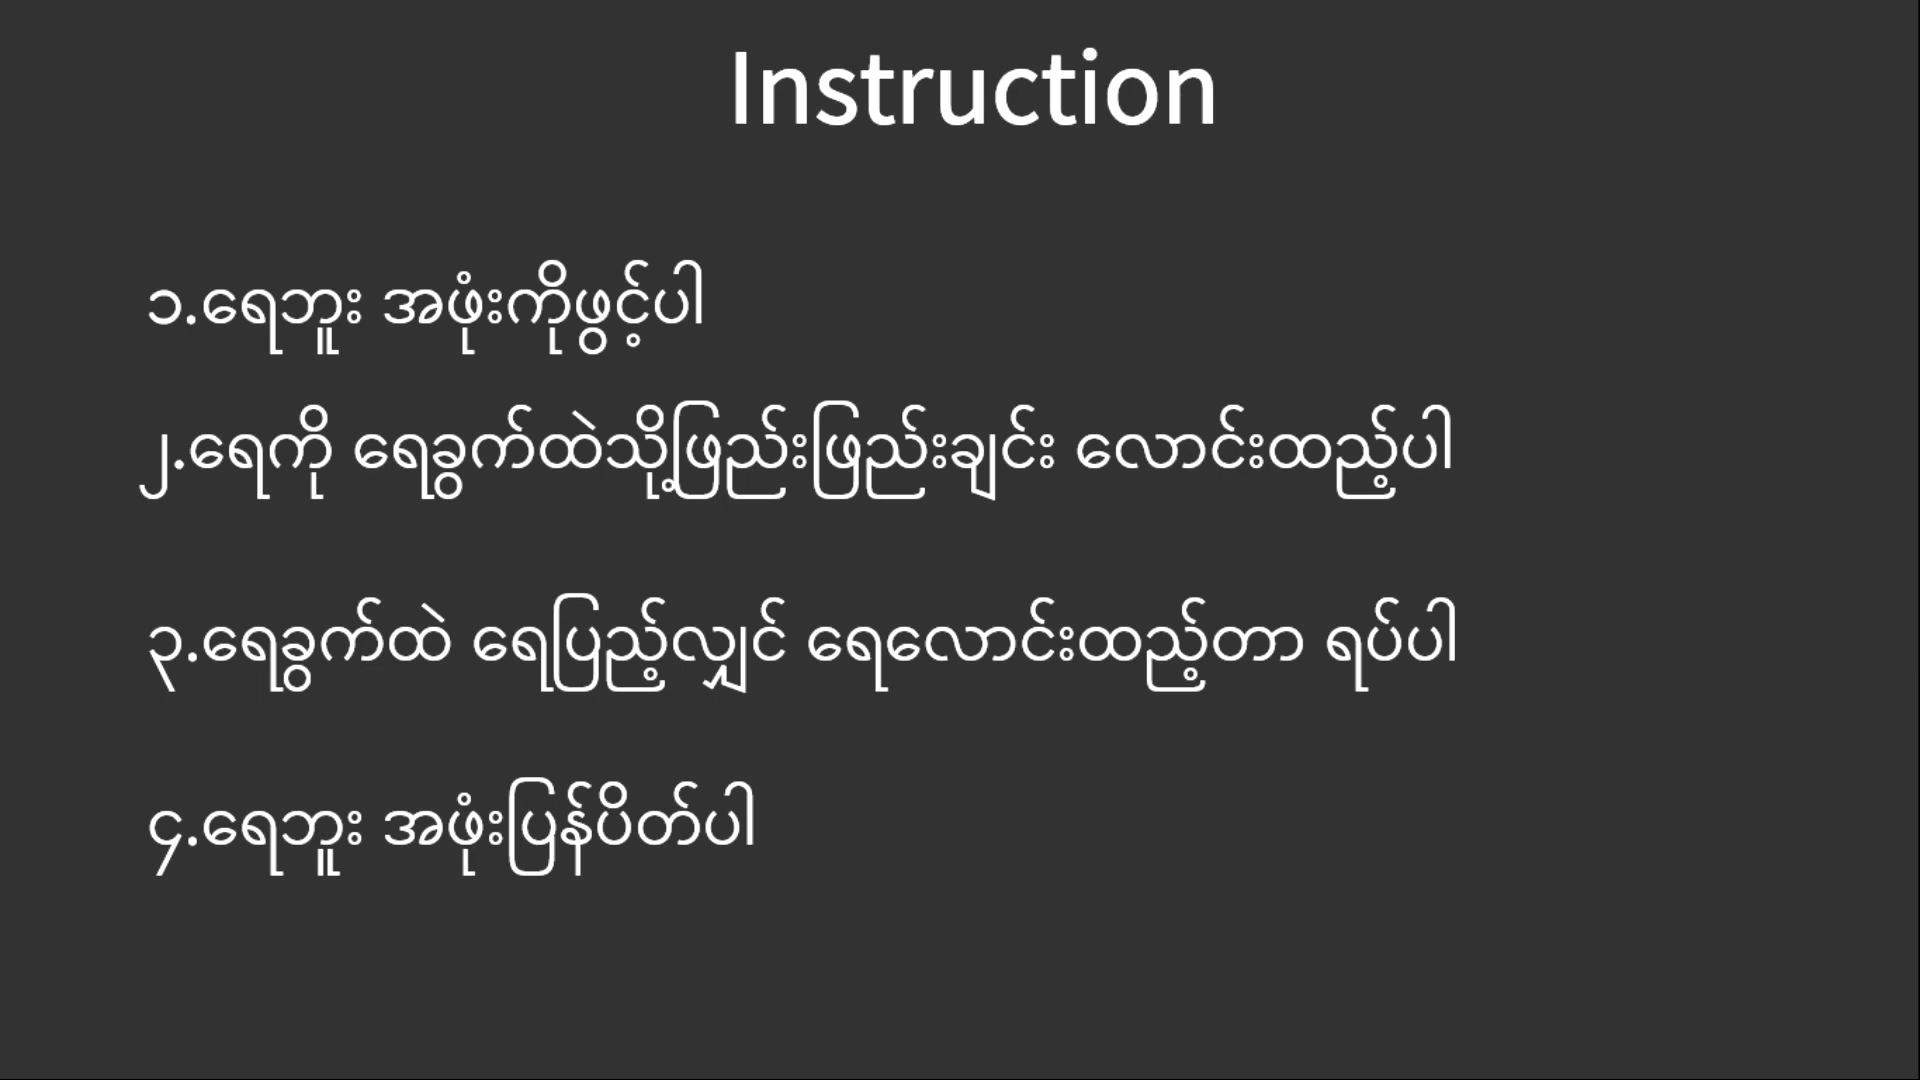 Instruction
၁.ရေဘူး အဖုံးကိုဖွင့်ပါ
၂.ရေကို ရေခွက်ထဲသို့ဖြည်းဖြည်းချင်း လောင်းထည့်ပါ
၃.ရေခွက်ထဲ ရေပြည့်လျှင် ရေလောင်းထည့်တာ ရပ်ပါ
၄.ရေဘူး အဖုံးပြန်ပိတ်ပါ